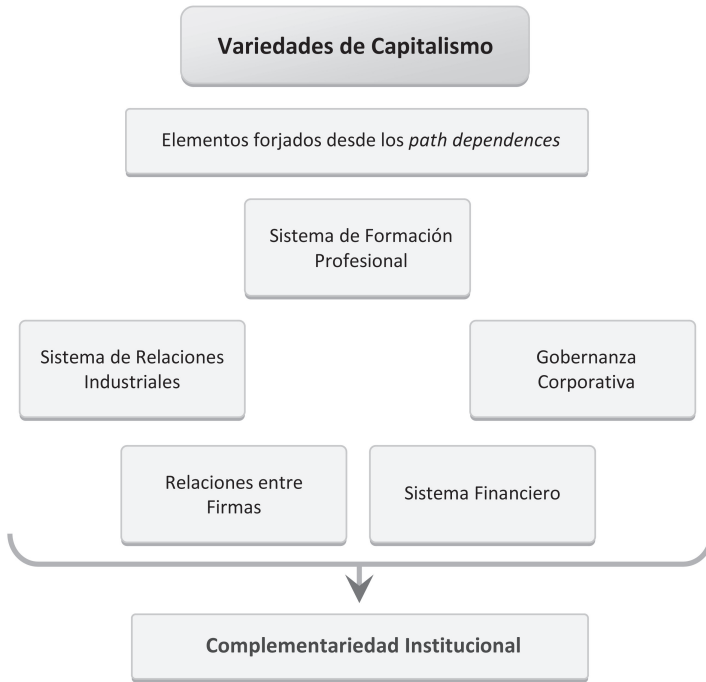 Variedades de Capitalismo
Elementos forjados desde los path dependences
Sistema de Formación
Profesional
Sistema de Relaciones
Industriales
Gobernanza
Corporativa
Relaciones entre
Firmas
Sistema Financiero
Complementariedad Institucional